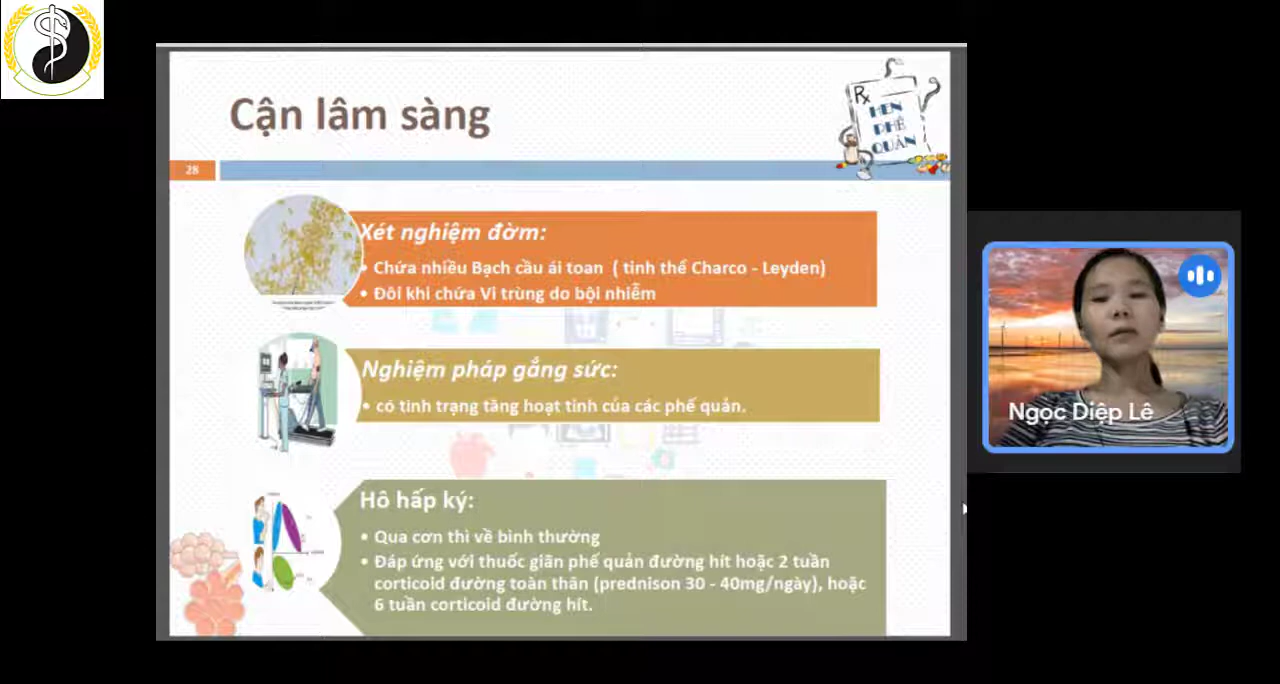 Cận lâm sàng
Rx
HEN
PHẾ
QUẢN
28
Xét nghiệm đờm:
• Chứa nhiều Bạch cầu ái toan ( tinh thể Charco - Leyden)
• Đôi khi chứa Vi trùng do bội nhiễm
Nghiệm pháp gắng sức:
• có tình trạng tăng hoạt tính của các phế quản.
Hô hấp ký:
• Qua cơn thì về bình thường
• Đáp ứng với thuốc giãn phế quản đường hít hoặc 2 tuần
corticoid đường toàn thân (prednison 30 - 40mg/ngày), hoặc
6 tuần corticoid đường hít.
Ngọc Diệp Lê